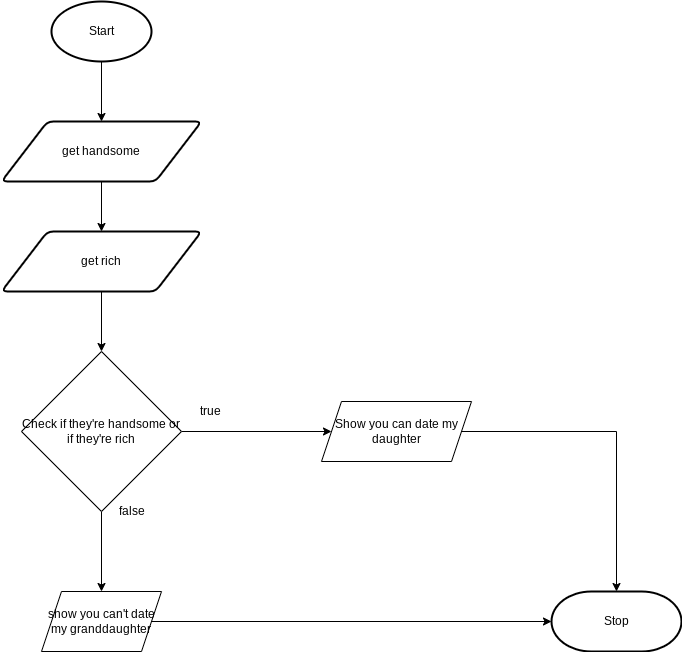 Start
get handsome
get rich
Check if they're handsome or
if they're rich
true
Show you can date my
daughter
false
show you can't date
my granddaughter
Stop